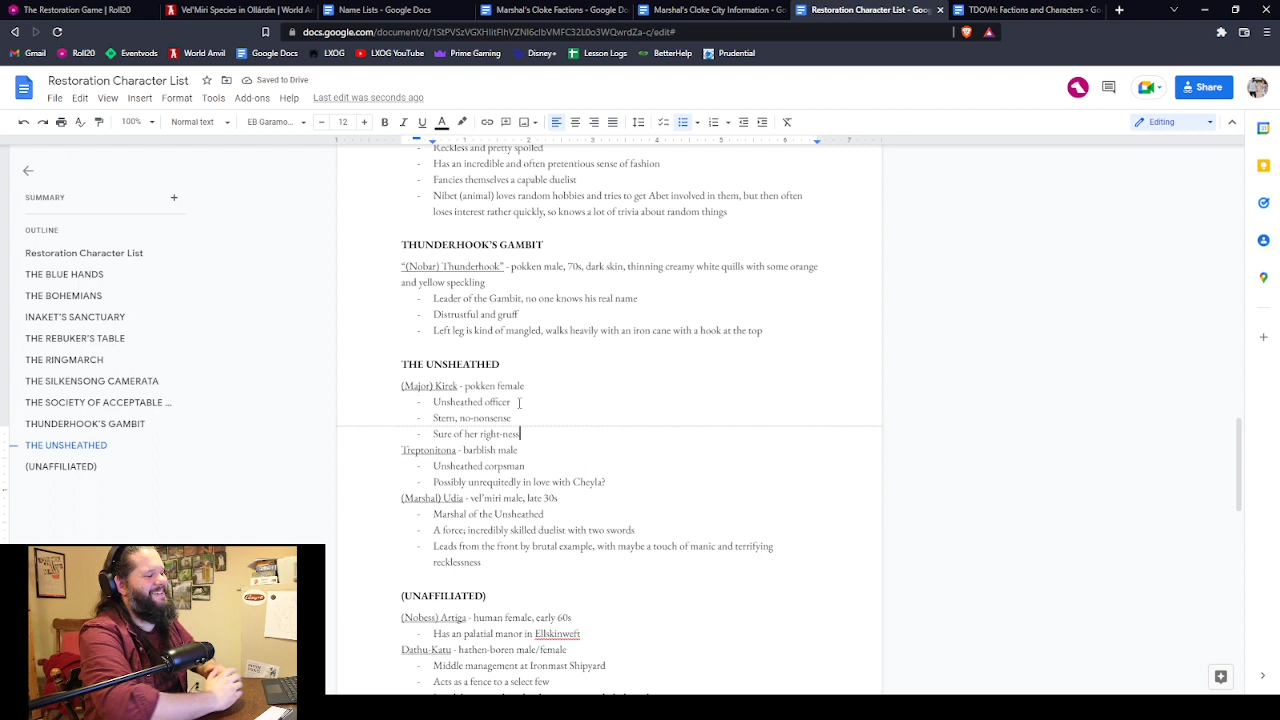 The Restoration Game | Roll20
Vel'Miri Species in Ollárdin | W
Name Lists - Google Docs
Marshal's Cloke Factions - Google Do
Marshal's Cloke City Information - Go
Restoration Character List - Goo
TDOVH: Factions and Characters - Go
docs.google.com
Gmail
Roll20
Evernote
LXOG
World Anvil
Google Docs
LXOG YouTube
Prime Gaming
Disney+
Lesson Logs
BetterHelp
Prudential
Restoration Character List
Saved to Drive
File Edit View Insert Format Tools Add-ons Help
Last edit was seconds ago
Share
100%
Normal text
EB Garamo...
12
B I U A
Editing
SUMMARY
OUTLINE
Restoration Character List
THE BLUE HANDS
THE BOHEMIANS
INAKET'S SANCTUARY
THE REBUKER'S TABLE
THE RINGMARCH
THE SILKENSONG CAMERATA
THE SOCIETY OF ACCEPTABLE ...
THUNDERHOOK'S GAMBIT
THE UNSHEATHED
(UNAFFILIATED)
- Reckless and pretty spoiled
- Has an incredible and often pretentious sense of fashion
- Fancies themselves a capable duelist
- Nibet (animal) loves random hobbies and tries to get Abet involved in them, but then often
loses interest rather quickly, so knows a lot of trivia about random things
THUNDERHOOK'S GAMBIT
"(Nobar) Thunderhook" - pokken male, 70s, dark skin, thinning creamy white quills with some orange
and yellow speckling
- Leader of the Gambit, no one knows his real name
- Distrustful and gruff
- Left leg is kind of mangled, walks heavily with an iron cane with a hook at the top
THE UNSHEATHED
(Major) Kirek - pokken female
- Unsheathed officer
- Stern, no-nonsense
- Sure of her right-ness
Treptonitona - barblish male
- Unsheathed corpsman
- Possibly unrequitedly in love with Cheyla?
(Marshal) Udia - vel'miri male, late 30s
- Marshal of the Unsheathed
- A force; incredibly skilled duelist with two swords
- Leads from the front by brutal example, with maybe a touch of manic and terrifying
recklessness
(UNAFFILIATED)
(Nobess) Artiga - human female, early 60s
- Has an palatial manor in Ellskinweft
Dathu-Katu - hathen-boren male/female
- Middle management at Ironmast Shipyard
- Acts as a fence to a select few